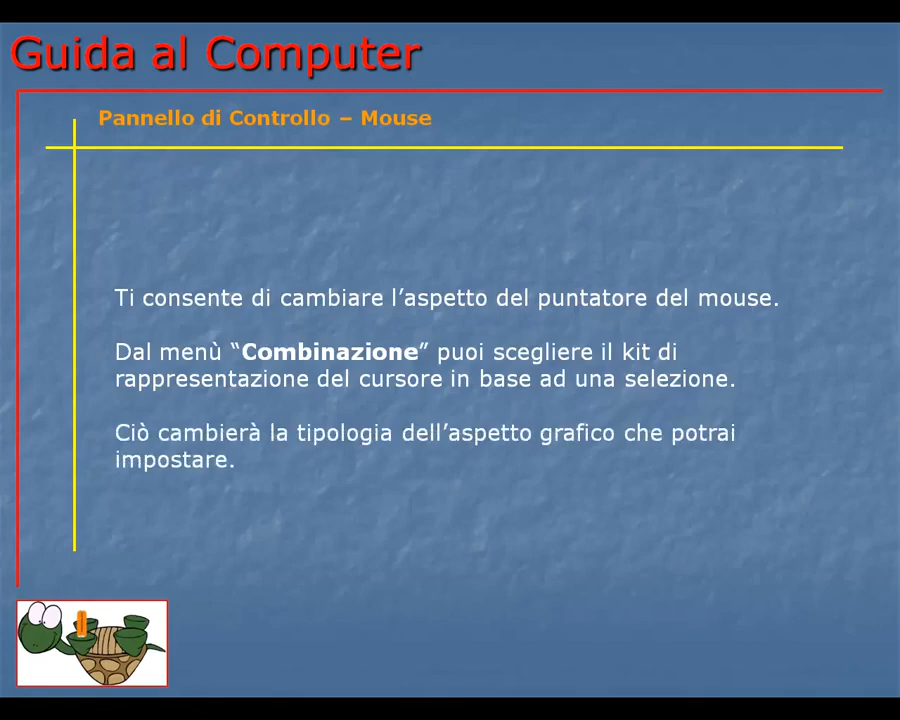 Guida al Computer
Pannello di Controllo – Mouse
Ti consente di cambiare l’aspetto del puntatore del mouse.
Dal menù “Combinazione” puoi scegliere il kit di
rappresentazione del cursore in base ad una selezione.
Ciò cambierà la tipologia dell’aspetto grafico che potrai
impostare.